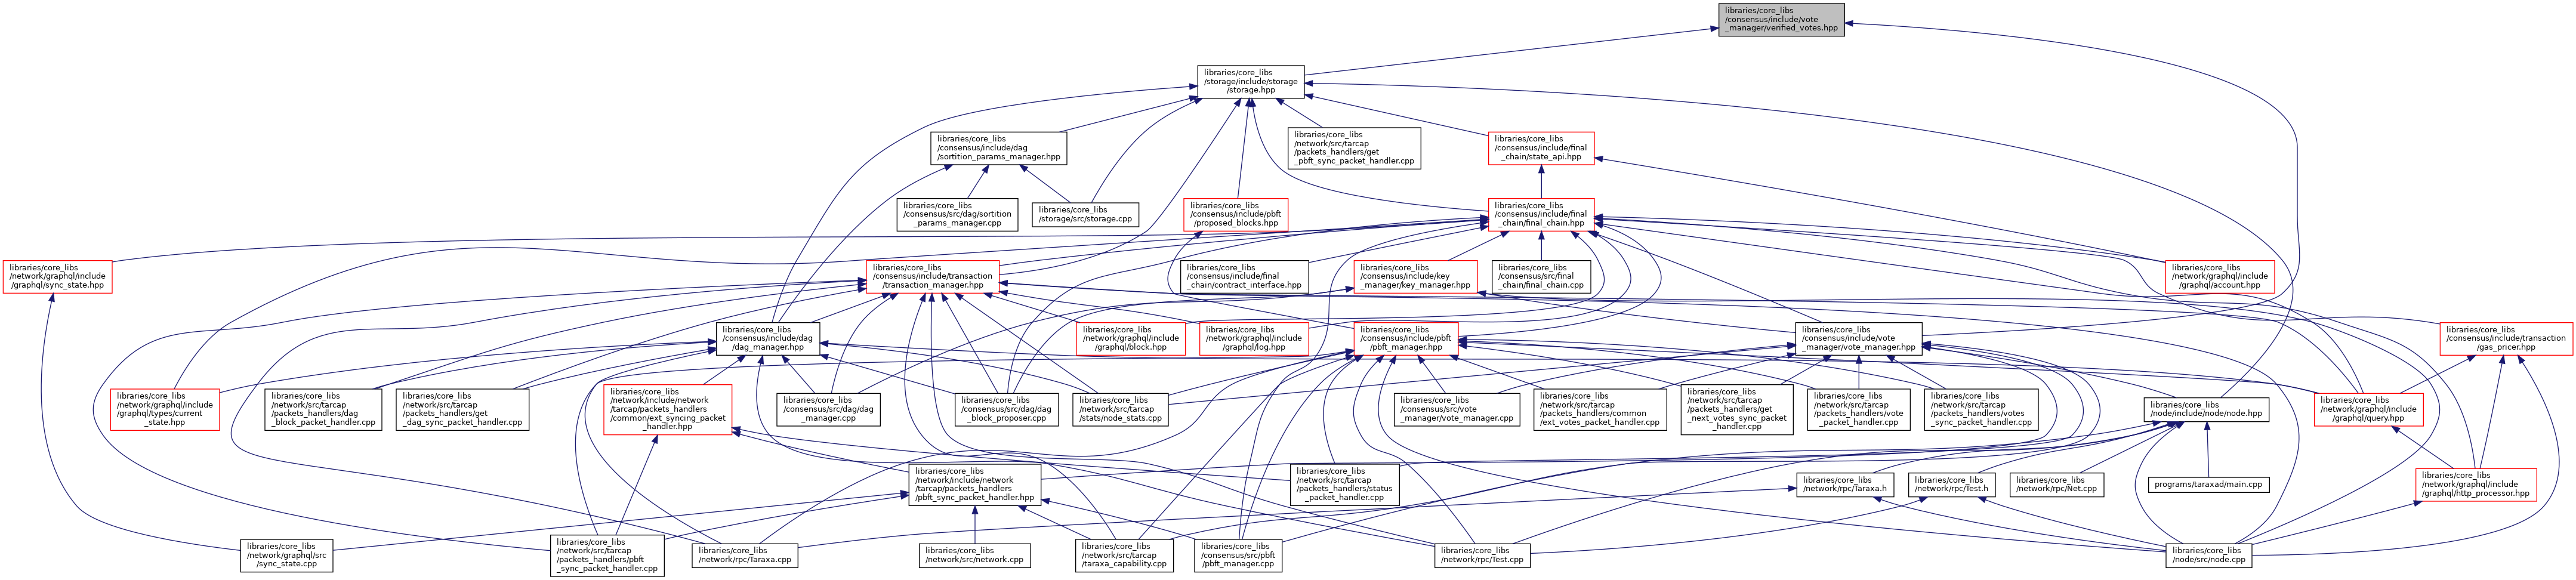 libraries/core_libs
/consensus/include/vote
_manager/verified_votes.hpp
libraries/core_libs
/storage/include/storage
/storage.hpp
libraries/core_libs
/consensus/include/dag
/sortition_params_manager.hpp
libraries/core_libs
/network/src/tarcap
/packets_handlers/get
_pbft_sync_packet_handler.cpp
libraries/core_libs
/consensus/include/final
_chain/state_api.hpp
libraries/core_libs
/consensus/src/dag/sortition
_params_manager.cpp
libraries/core_libs
/storage/src/storage.cpp
libraries/core_libs
/consensus/include/pbft
/proposed_blocks.hpp
libraries/core_libs
/consensus/include/final
_chain/final_chain.hpp
libraries/core_libs
/network/graphql/include
/graphql/sync_state.hpp
libraries/core_libs
/consensus/include/transaction
/transaction_manager.hpp
libraries/core_libs
/consensus/include/final
_chain/contract_interface.hpp
libraries/core_libs
/consensus/include/key
_manager/key_manager.hpp
libraries/core_libs
/consensus/src/final
_chain/final_chain.cpp
libraries/core_libs
/network/graphql/include
/graphql/account.hpp
libraries/core_libs
/consensus/include/dag
/dag_manager.hpp
libraries/core_libs
/network/graphql/include
/graphql/block.hpp
libraries/core_libs
/network/graphql/include
/graphql/log.hpp
libraries/core_libs
/consensus/include/pbft
/pbft_manager.hpp
libraries/core_libs
/consensus/include/vote
_manager/vote_manager.hpp
libraries/core_libs
/consensus/include/transaction
/gas_pricer.hpp
libraries/core_libs
/network/graphql/include
/graphql/types/current
_state.hpp
libraries/core_libs
/network/src/tarcap
/packets_handlers/dag
_block_packet_handler.cpp
libraries/core_libs
/network/src/tarcap
/packets_handlers/get
_dag_sync_packet_handler.cpp
libraries/core_libs
/network/include/network
/tarcap/packets_handlers
/common/ext_syncing_packet
_handler.hpp
libraries/core_libs
/consensus/src/dag/dag
_manager.cpp
libraries/core_libs
/consensus/src/dag/dag
_block_proposer.cpp
libraries/core_libs
/network/src/tarcap
/stats/node_stats.cpp
libraries/core_libs
/consensus/src/vote
_manager/vote_manager.cpp
libraries/core_libs
/network/src/tarcap
/packets_handlers/common
/ext_votes_packet_handler.cpp
libraries/core_libs
/network/src/tarcap
/packets_handlers/get
_next_votes_sync_packet
_handler.cpp
libraries/core_libs
/network/src/tarcap
/packets_handlers/vote
_packet_handler.cpp
libraries/core_libs
/network/src/tarcap
/packets_handlers/votes
_sync_packet_handler.cpp
libraries/core_libs
/node/include/node/node.hpp
libraries/core_libs
/network/graphql/include
/graphql/query.hpp
libraries/core_libs
/network/include/network
/tarcap/packets_handlers
/pbft_sync_packet_handler.hpp
libraries/core_libs
/network/src/tarcap
/packets_handlers/status
_packet_handler.cpp
libraries/core_libs
/network/rpc/Taraxa.h
libraries/core_libs
/network/rpc/Test.h
libraries/core_libs
/network/rpc/Net.cpp
programs/taraxad/main.cpp
libraries/core_libs
/network/graphql/include
/graphql/http_processor.hpp
libraries/core_libs
/network/graphql/src
/sync_state.cpp
libraries/core_libs
/network/src/tarcap
/packets_handlers/pbft
_sync_packet_handler.cpp
libraries/core_libs
/network/rpc/Taraxa.cpp
libraries/core_libs
/network/src/network.cpp
libraries/core_libs
/network/src/tarcap
/taraxa_capability.cpp
libraries/core_libs
/consensus/src/pbft
/pbft_manager.cpp
libraries/core_libs
/network/rpc/Test.cpp
libraries/core_libs
/node/src/node.cpp